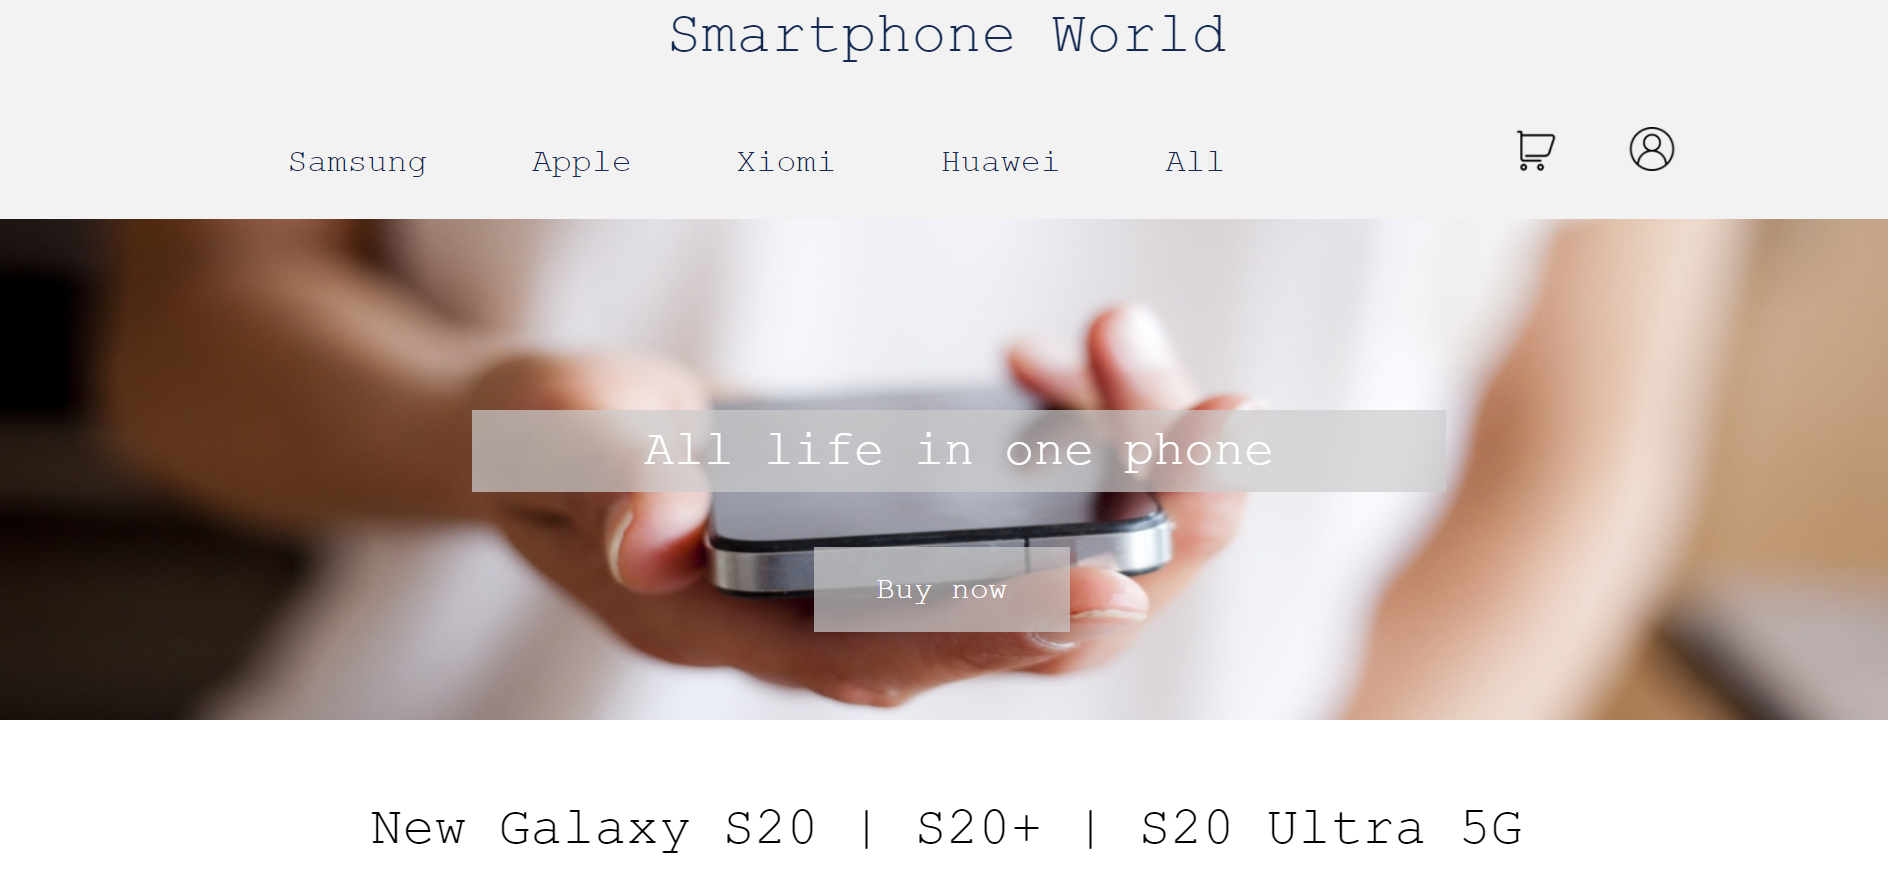 Smartphone World
Samsung Apple Xiomi Huawei All
All life in one phone
Buy now
New Galaxy S20 | S20+ | S20 Ultra 5G